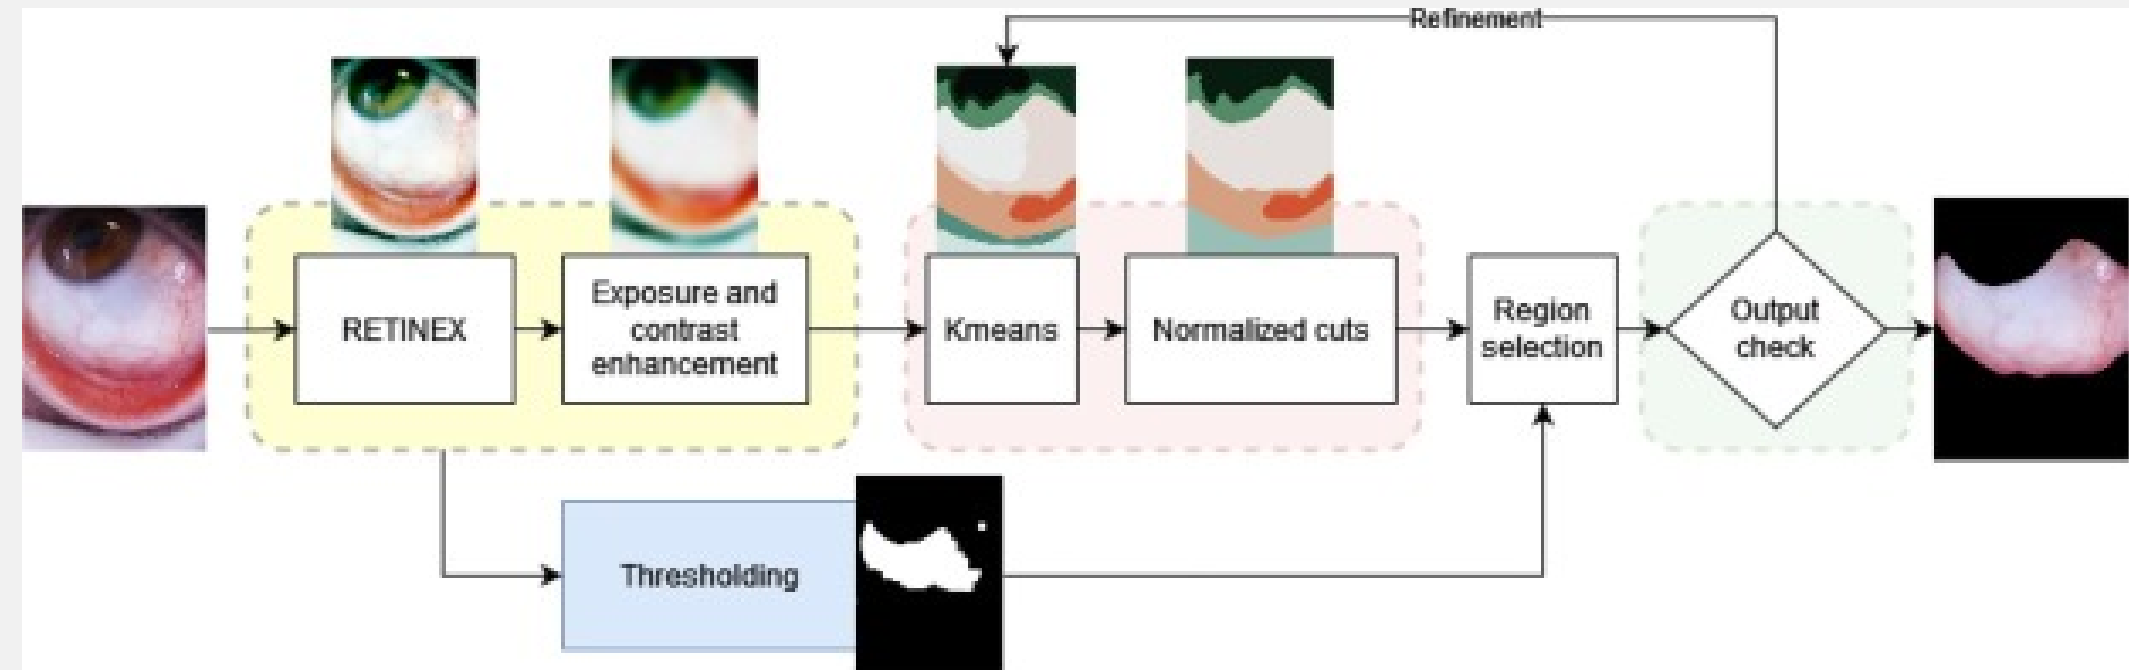 Refinement
RETINEX
Exposure and
contrast
enhancement
Kmeans
Normalized cuts
Region
selection
Output
check
Thresholding